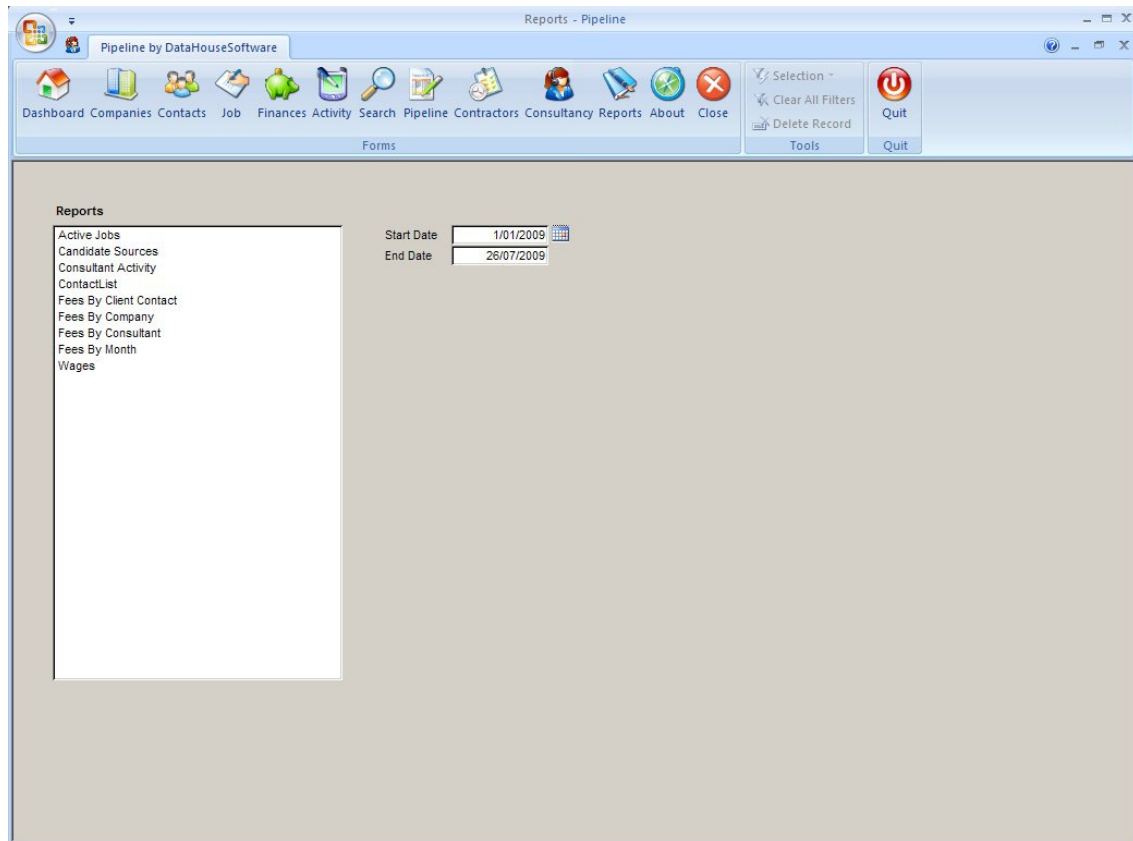 Reports - Pipeline
Pipeline by DataHouseSoftware
Dashboard Companies Contacts Job Finances Activity Search Pipeline Contractors Consultancy Reports About Close
Selection
Clear All Filters
Delete Record
Quit
Forms
Tools
Quit
Reports
Active Jobs
Candidate Sources
Consultant Activity
ContactList
Fees By Client Contact
Fees By Company
Fees By Consultant
Fees By Month
Wages
Start Date 1/01/2009
End Date 26/07/2009